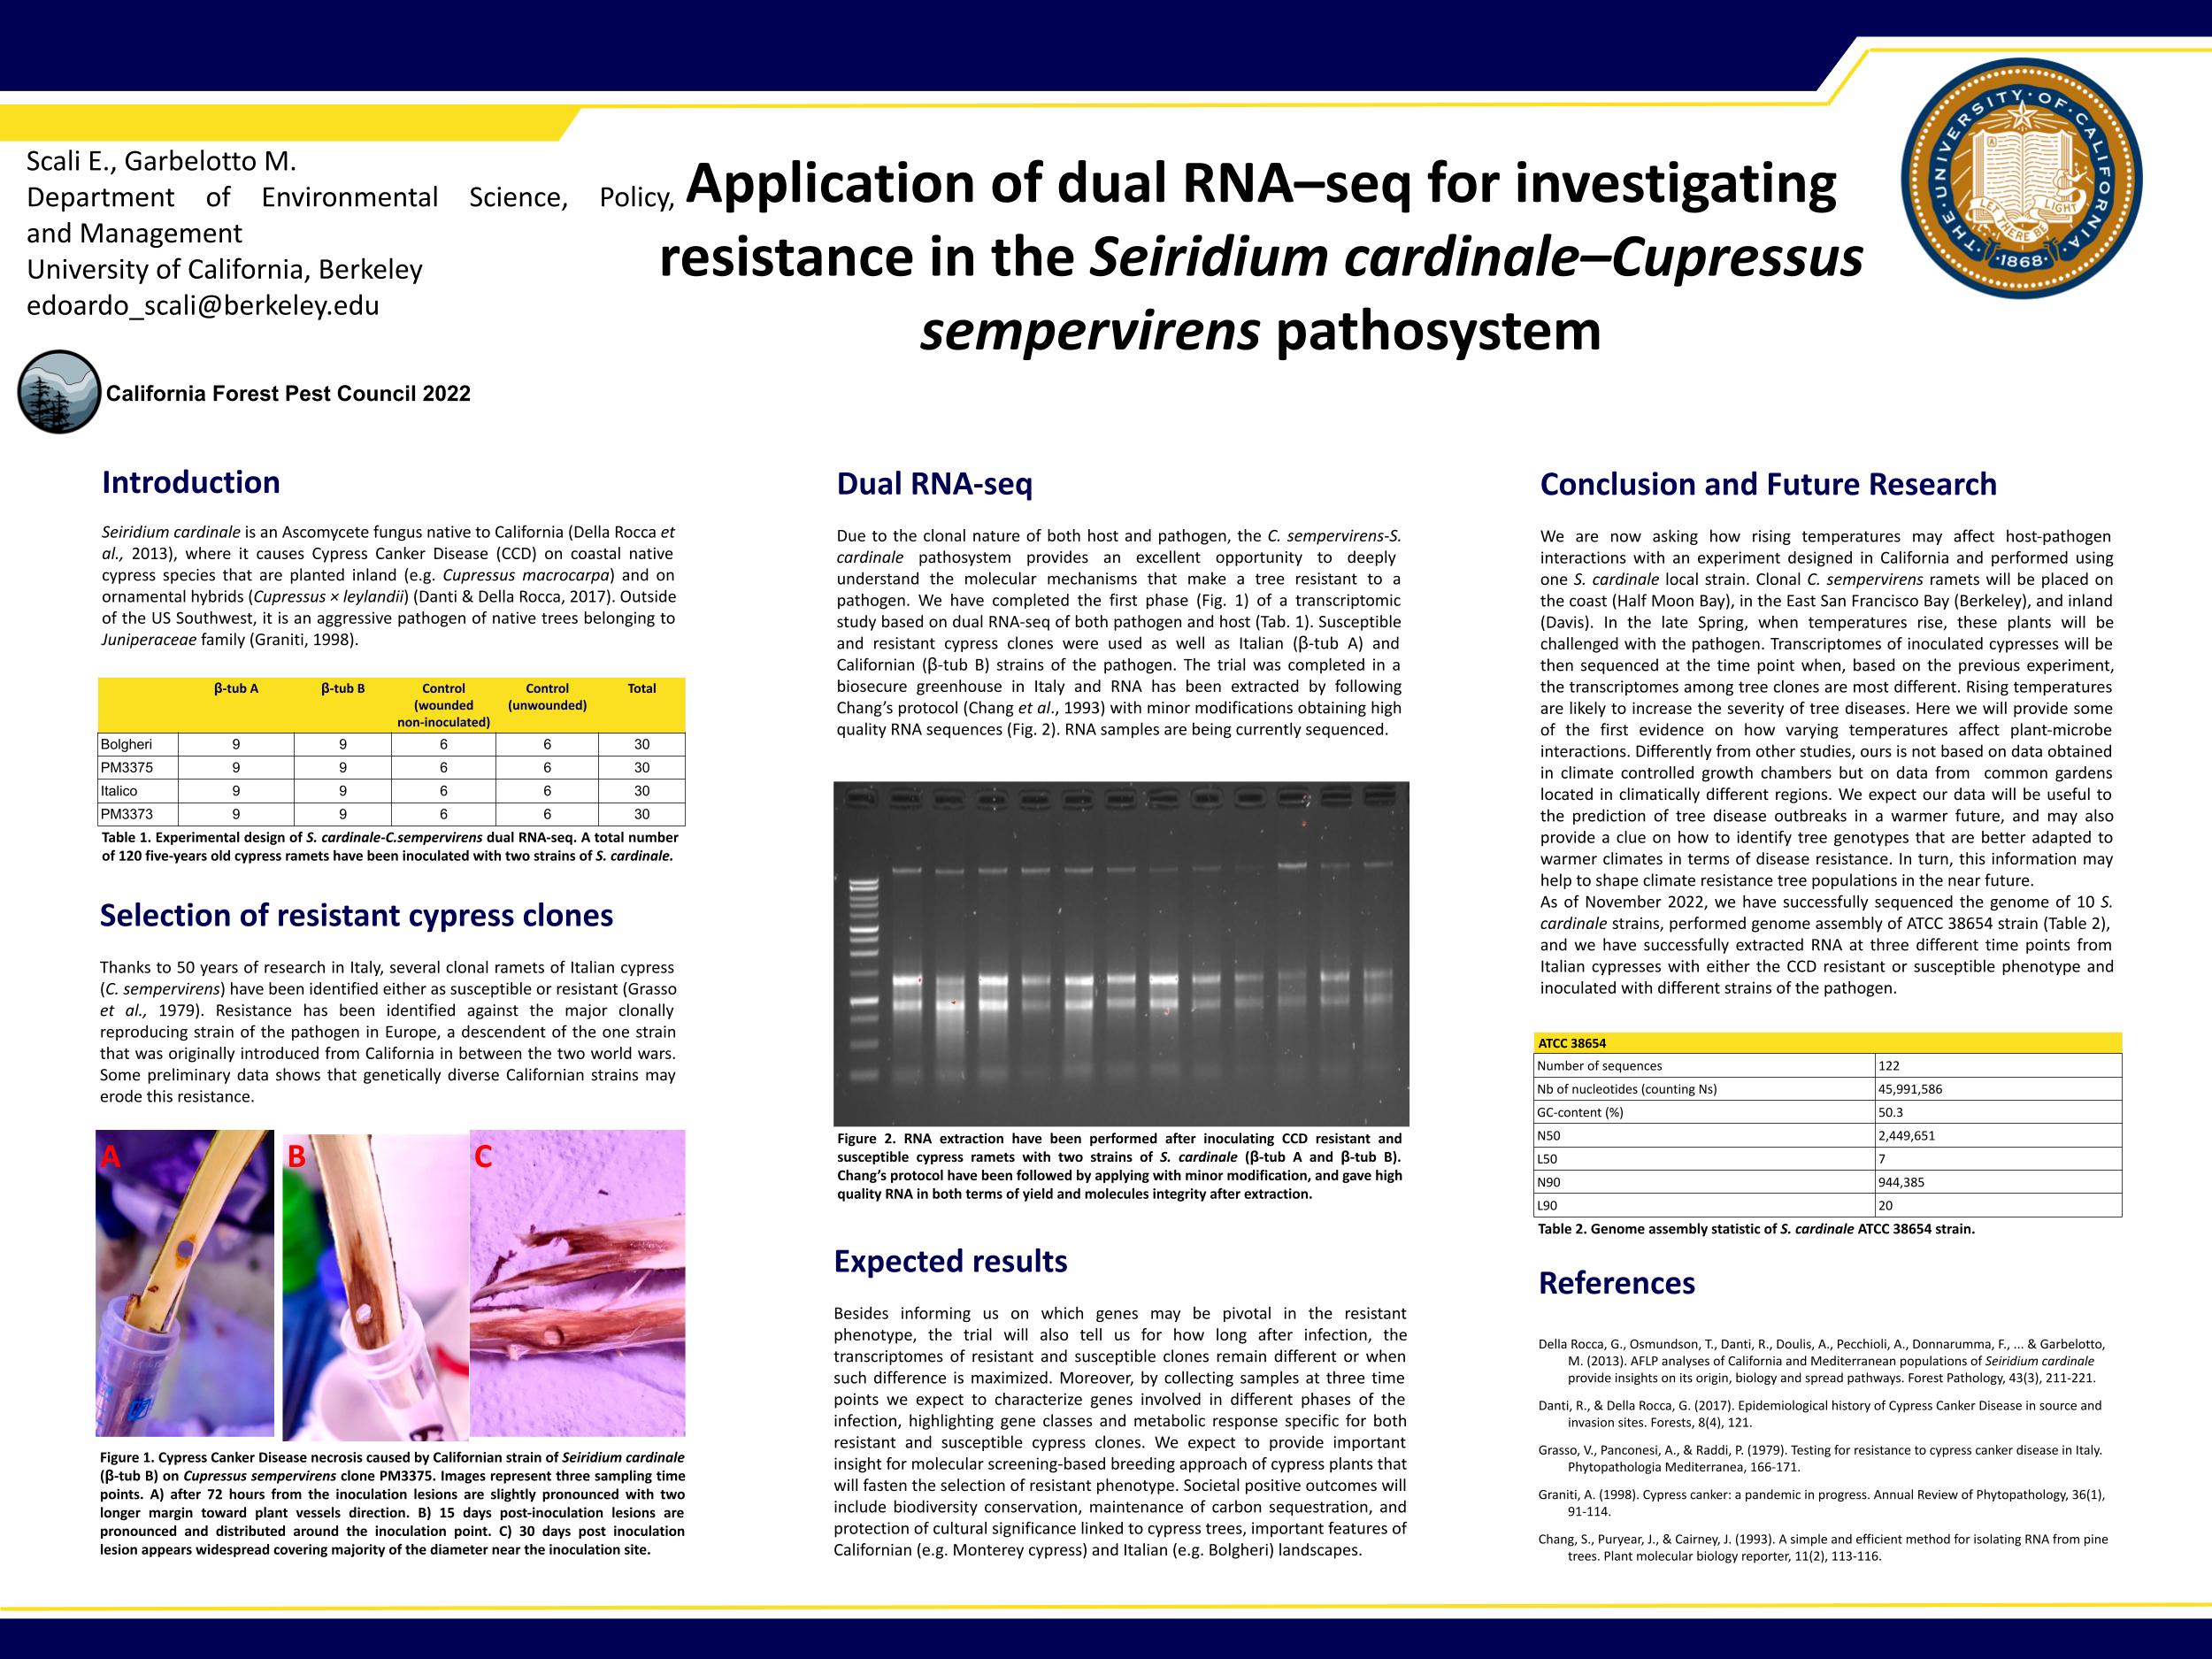 Scali E., Garbelotto M.
Department of Environmental Science, Policy,
and Management
University of California, Berkeley
edoardo_scali@berkeley.edu
California Forest Pest Council 2022
Application of dual RNA–seq for investigating
resistance in the Seiridium cardinale–Cupressus
sempervirens pathosystem
THE·UNIVERSITY·OF·CALIFORNIA·
LET THERE BE LIGHT
·1868·
Introduction
Seiridium cardinale is an Ascomycete fungus native to California (Della Rocca et
al., 2013), where it causes Cypress Canker Disease (CCD) on coastal native
cypress species that are planted inland (e.g. Cupressus macrocarpa) and on
ornamental hybrids (Cupressus × leylandii) (Danti & Della Rocca, 2017). Outside
of the US Southwest, it is an aggressive pathogen of native trees belonging to
Juniperaceae family (Graniti, 1998).
β-tub A β-tub B Control (wounded non-inoculated) Control (unwounded) Total
Bolgheri 9 9 6 6 30
PM3375 9 9 6 6 30
Italico 9 9 6 6 30
PM3373 9 9 6 6 30
Table 1. Experimental design of S. cardinale-C.sempervirens dual RNA-seq. A total number
of 120 five-years old cypress ramets have been inoculated with two strains of S. cardinale.
Selection of resistant cypress clones
Thanks to 50 years of research in Italy, several clonal ramets of Italian cypress
(C. sempervirens) have been identified either as susceptible or resistant (Grasso
et al., 1979). Resistance has been identified against the major clonally
reproducing strain of the pathogen in Europe, a descendent of the one strain
that was originally introduced from California in between the two world wars.
Some preliminary data shows that genetically diverse Californian strains may
erode this resistance.
A B C
Figure 1. Cypress Canker Disease necrosis caused by Californian strain of Seiridium cardinale
(β-tub B) on Cupressus sempervirens clone PM3375. Images represent three sampling time
points. A) after 72 hours from the inoculation lesions are slightly pronounced with two
longer margin toward plant vessels direction. B) 15 days post-inoculation lesions are
pronounced and distributed around the inoculation point. C) 30 days post inoculation
lesion appears widespread covering majority of the diameter near the inoculation site.
Dual RNA-seq
Due to the clonal nature of both host and pathogen, the C. sempervirens-S.
cardinale pathosystem provides an excellent opportunity to deeply
understand the molecular mechanisms that make a tree resistant to a
pathogen. We have completed the first phase (Fig. 1) of a transcriptomic
study based on dual RNA-seq of both pathogen and host (Tab. 1). Susceptible
and resistant cypress clones were used as well as Italian (β-tub A) and
Californian (β-tub B) strains of the pathogen. The trial was completed in a
biosecure greenhouse in Italy and RNA has been extracted by following
Chang's protocol (Chang et al., 1993) with minor modifications obtaining high
quality RNA sequences (Fig. 2). RNA samples are being currently sequenced.
Figure 2. RNA extraction have been performed after inoculating CCD resistant and
susceptible cypress ramets with two strains of S. cardinale (β-tub A and β-tub B).
Chang's protocol have been followed by applying with minor modification, and gave high
quality RNA in both terms of yield and molecules integrity after extraction.
Expected results
Besides informing us on which genes may be pivotal in the resistant
phenotype, the trial will also tell us for how long after infection, the
transcriptomes of resistant and susceptible clones remain different or when
such difference is maximized. Moreover, by collecting samples at three time
points we expect to characterize genes involved in different phases of the
infection, highlighting gene classes and metabolic response specific for both
resistant and susceptible cypress clones. We expect to provide important
insight for molecular screening-based breeding approach of cypress plants that
will fasten the selection of resistant phenotype. Societal positive outcomes will
include biodiversity conservation, maintenance of carbon sequestration, and
protection of cultural significance linked to cypress trees, important features of
Californian (e.g. Monterey cypress) and Italian (e.g. Bolgheri) landscapes.
Conclusion and Future Research
We are now asking how rising temperatures may affect host-pathogen
interactions with an experiment designed in California and performed using
one S. cardinale local strain. Clonal C. sempervirens ramets will be placed on
the coast (Half Moon Bay), in the East San Francisco Bay (Berkeley), and inland
(Davis). In the late Spring, when temperatures rise, these plants will be
challenged with the pathogen. Transcriptomes of inoculated cypresses will be
then sequenced at the time point when, based on the previous experiment,
the transcriptomes among tree clones are most different. Rising temperatures
are likely to increase the severity of tree diseases. Here we will provide some
of the first evidence on how varying temperatures affect plant-microbe
interactions. Differently from other studies, ours is not based on data obtained
in climate controlled growth chambers but on data from common gardens
located in climatically different regions. We expect our data will be useful to
the prediction of tree disease outbreaks in a warmer future, and may also
provide a clue on how to identify tree genotypes that are better adapted to
warmer climates in terms of disease resistance. In turn, this information may
help to shape climate resistance tree populations in the near future.
As of November 2022, we have successfully sequenced the genome of 10 S.
cardinale strains, performed genome assembly of ATCC 38654 strain (Table 2),
and we have successfully extracted RNA at three different time points from
Italian cypresses with either the CCD resistant or susceptible phenotype and
inoculated with different strains of the pathogen.
ATCC 38654
Number of sequences 122
Nb of nucleotides (counting Ns) 45,991,586
GC-content (%) 50.3
N50 2,449,651
L50 7
N90 944,385
L90 20
Table 2. Genome assembly statistic of S. cardinale ATCC 38654 strain.
References
Della Rocca, G., Osmundson, T., Danti, R., Doulis, A., Pecchioli, A., Donnarumma, F., ... & Garbelotto,
M. (2013). AFLP analyses of California and Mediterranean populations of Seiridium cardinale
provide insights on its origin, biology and spread pathways. Forest Pathology, 43(3), 211-221.
Danti, R., & Della Rocca, G. (2017). Epidemiological history of Cypress Canker Disease in source and
invasion sites. Forests, 8(4), 121.
Grasso, V., Panconesi, A., & Raddi, P. (1979). Testing for resistance to cypress canker disease in Italy.
Phytopathologia Mediterranea, 166-171.
Graniti, A. (1998). Cypress canker: a pandemic in progress. Annual Review of Phytopathology, 36(1),
91-114.
Chang, S., Puryear, J., & Cairney, J. (1993). A simple and efficient method for isolating RNA from pine
trees. Plant molecular biology reporter, 11(2), 113-116.